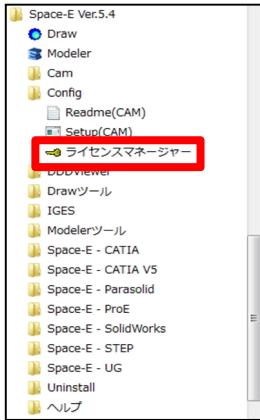 Space-E Ver.5.4
Draw
Modeler
Cam
Config
Readme(CAM)
Setup(CAM)
ライセンスマネージャー
DDDViewer
Drawツール
IGES
Modelerツール
Space-E - CATIA
Space-E - CATIA V5
Space-E - Parasolid
Space-E - ProE
Space-E - SolidWorks
Space-E - STEP
Space-E - UG
Uninstall
ヘルプ